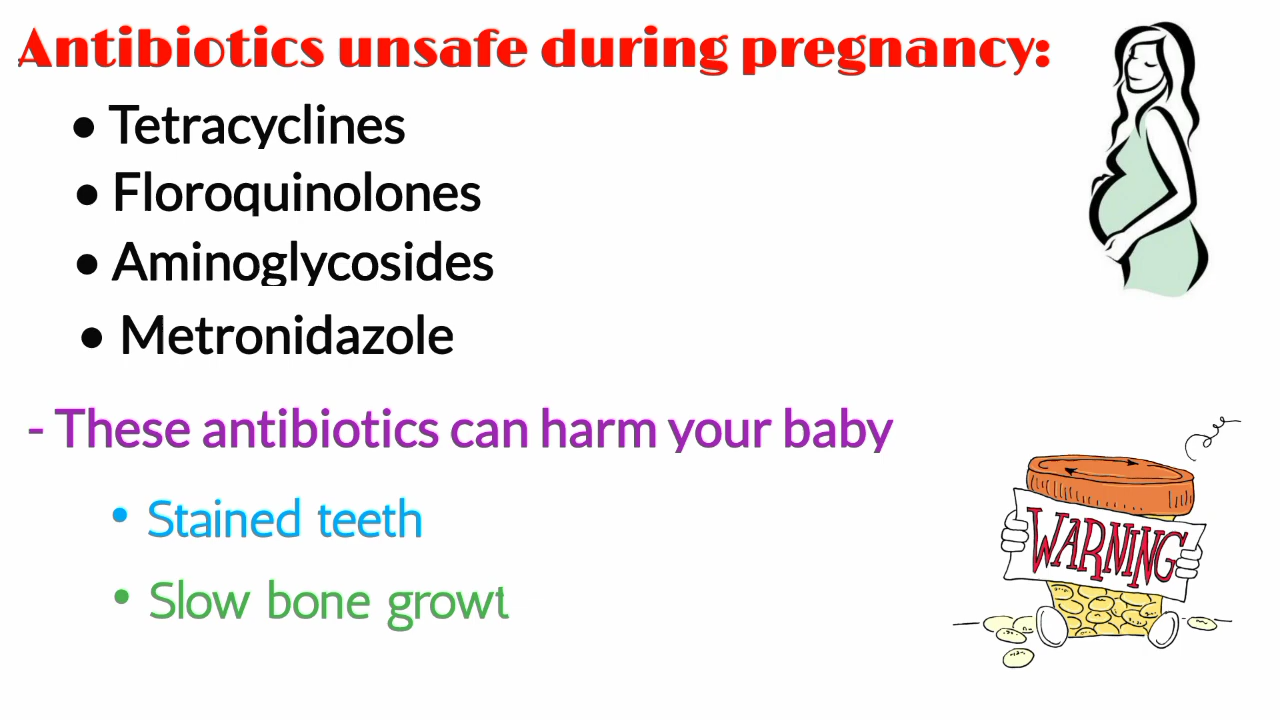 Antibiotics unsafe during pregnancy:
• Tetracyclines
• Floroquinolones
• Aminoglycosides
• Metronidazole
- These antibiotics can harm your baby
• Stained teeth
• Slow bone growt
WARNING